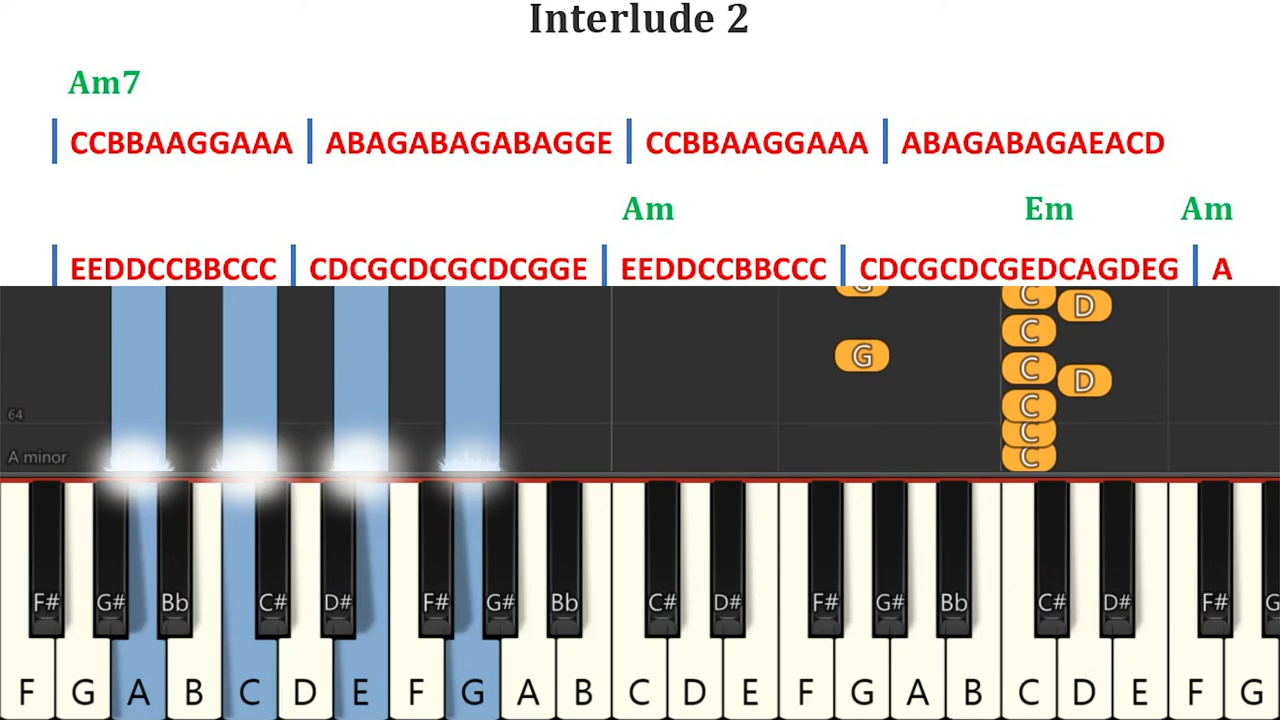 Interlude 2
Am7
CCBBAAGGAAA ABAGABAGABAGGE CCBBAAGGAAA ABAGABAGAEACD
Am Em Am
EEDDCCBBCCC CDCGCDCGCDCGGE EEDDCCBBCCC CDCGCDCGEDCAGDEG A
G C D
C
G
C D
C
64
C
A minor C
F# G# Bb C# D# F# G# Bb C# D# F# G# Bb C# D# F# G
F G A B C D E F G A B C D E F G A B C D E F G